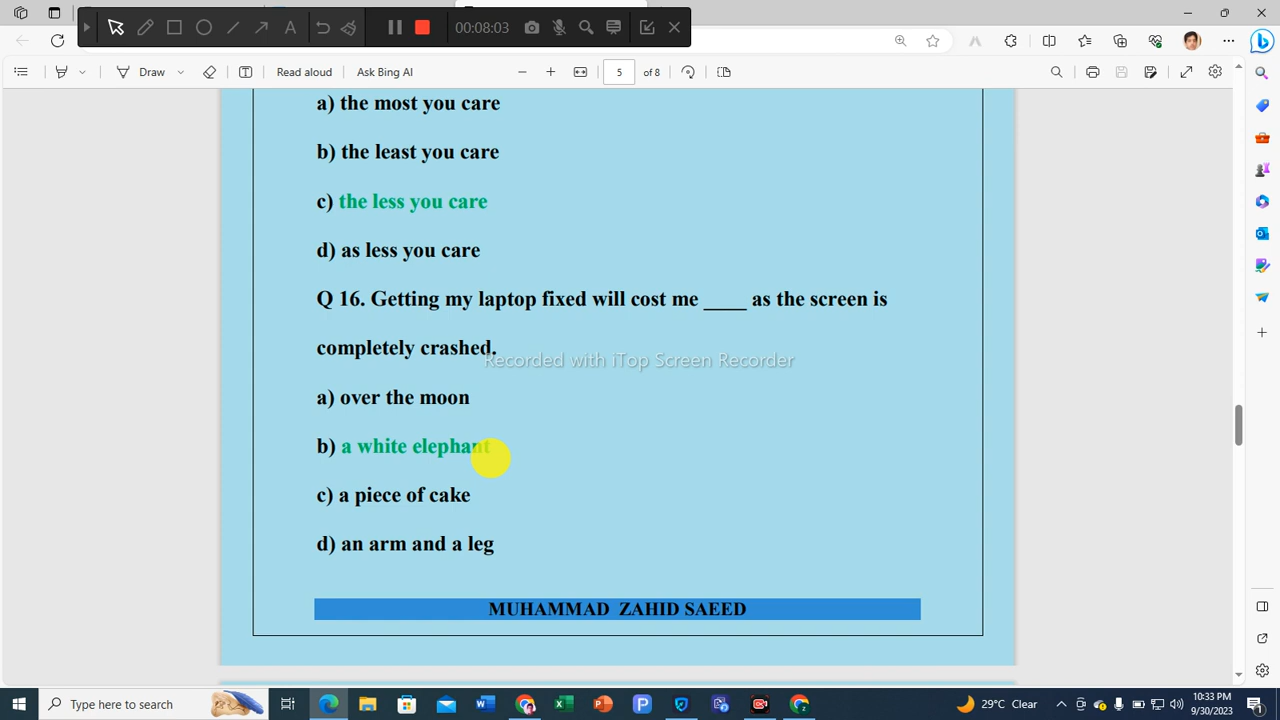 00:08:03
Draw
Read aloud
Ask Bing AI
5
of 8
a) the most you care
b) the least you care
c) the less you care
d) as less you care
Q 16. Getting my laptop fixed will cost me ____ as the screen is
completely crashed.
Recorded with iTop Screen Recorder
a) over the moon
b) a white elephant
c) a piece of cake
d) an arm and a leg
MUHAMMAD ZAHID SAEED
Type here to search
29°C Clear
10:33 PM
9/30/2023